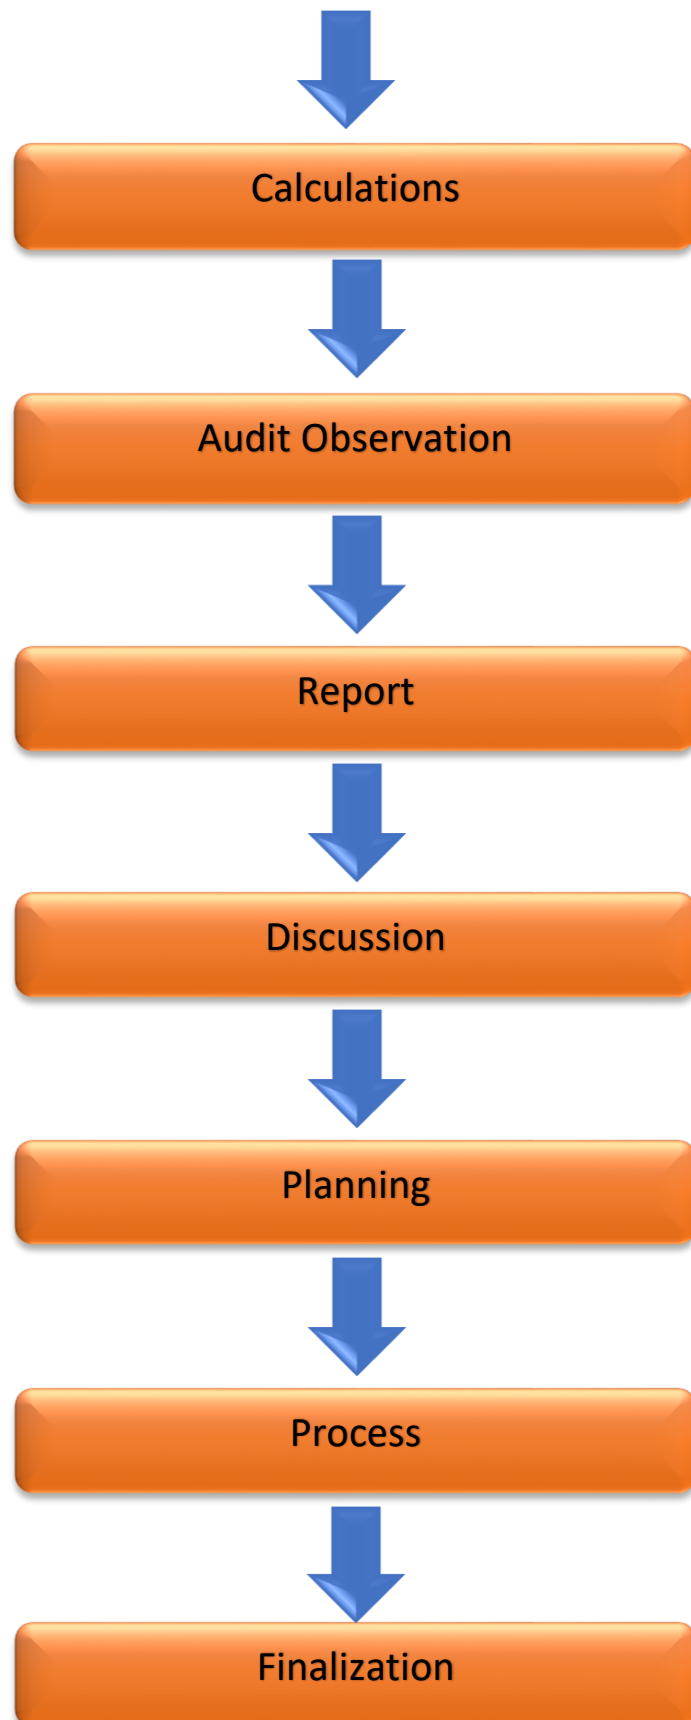 Calculations
Audit Observation
Report
Discussion
Planning
Process
Finalization